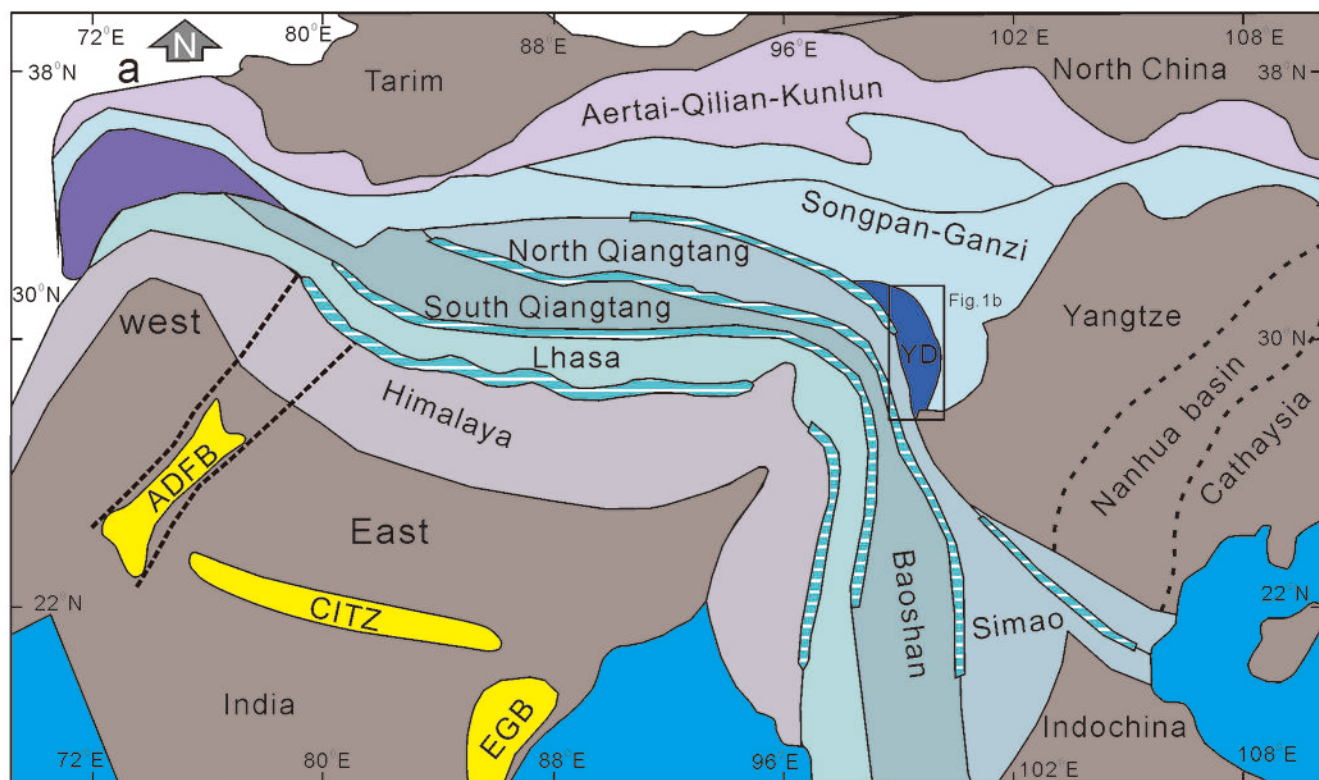 72°E
N
80°E
88°E
96°E
102°E
108°E
38°N
a
Tarim
North China
38°N
Aertai-Qilian-Kunlun
Songpan-Ganzi
North Qiangtang
30°N
South Qiangtang
Fig.1b
west
Yangtze
YD
30°N
Lhasa
Himalaya
Nanhua basin
Cathaysia
ADFB
East
Baoshan
22°N
CITZ
Simao
22°N
India
EGB
Indochina
72°E
80°E
88°E
96°E
102°E
108°E